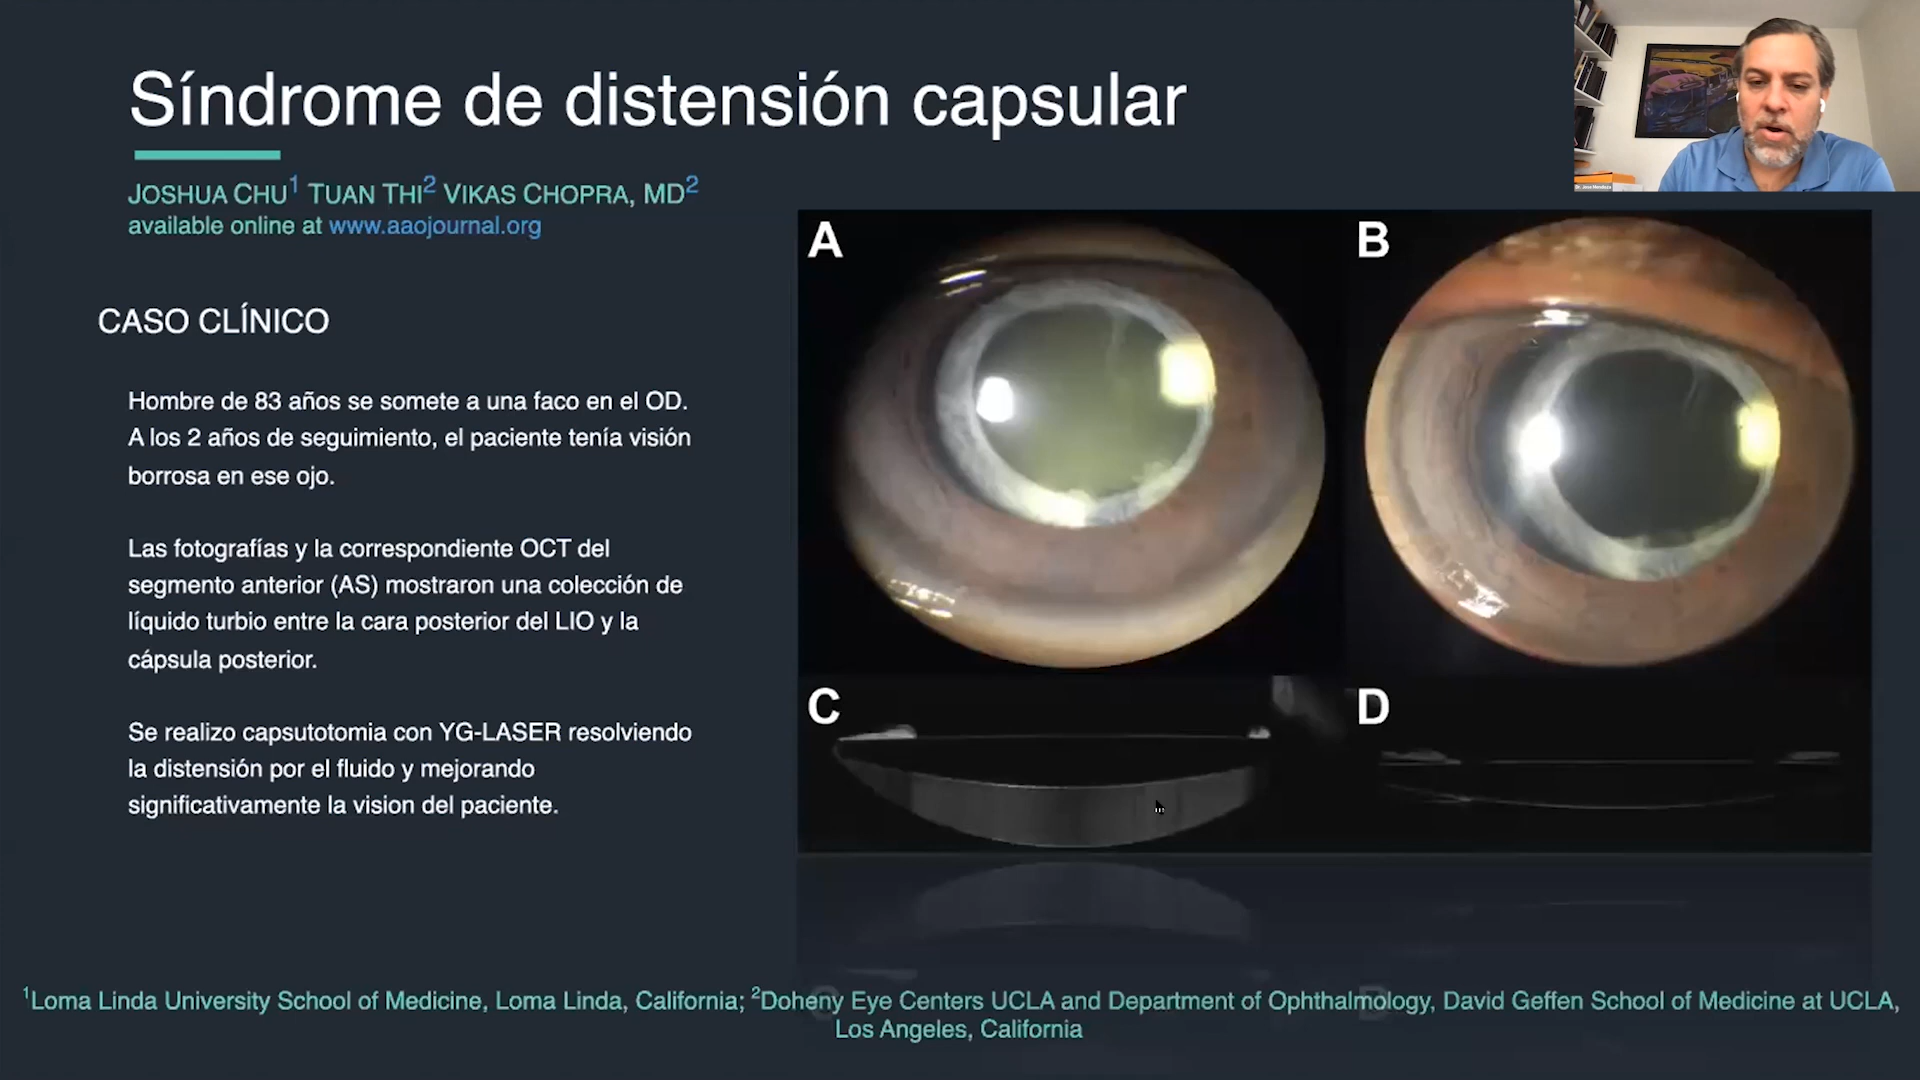 Síndrome de distensión capsular
JOSHUA CHU1 TUAN THI2 VIKAS CHOPRA, MD2
available online at www.aaojournal.org
CASO CLÍNICO
Hombre de 83 años se somete a una faco en el OD.
A los 2 años de seguimiento, el paciente tenía visión
borrosa en ese ojo.
Las fotografías y la correspondiente OCT del
segmento anterior (AS) mostraron una colección de
líquido turbio entre la cara posterior del LIO y la
cápsula posterior.
Se realizo capsutotomia con YG-LASER resolviendo
la distensión por el fluido y mejorando
significativamente la vision del paciente.
A
B
C
D
Dr. Jose Mendoza
1Loma Linda University School of Medicine, Loma Linda, California; 2Doheny Eye Centers UCLA and Department of Ophthalmology, David Geffen School of Medicine at UCLA,
Los Angeles, California